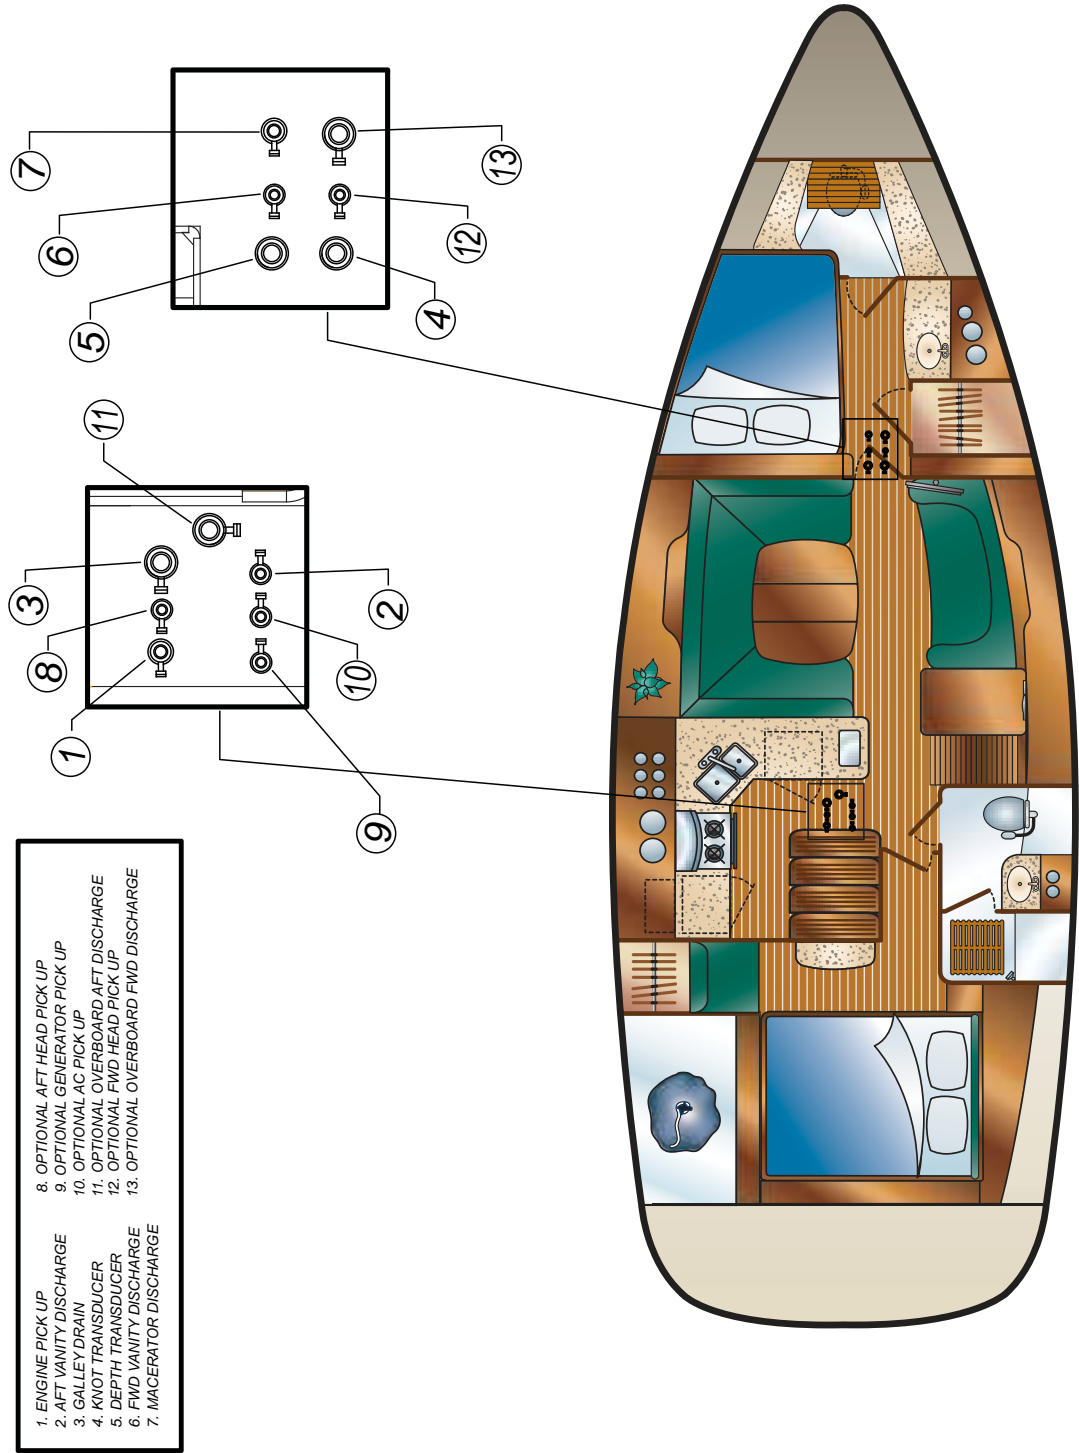 1. ENGINE PICK UP
2. AFT VANITY DISCHARGE
3. GALLEY DRAIN
4. KNOT TRANSDUCER
5. DEPTH TRANSDUCER
6. FWD VANITY DISCHARGE
7. MACERATOR DISCHARGE
8. OPTIONAL AFT HEAD PICK UP
9. OPTIONAL GENERATOR PICK UP
10. OPTIONAL AC PICK UP
11. OPTIONAL OVERBOARD AFT DISCHARGE
12. OPTIONAL FWD HEAD PICK UP
13. OPTIONAL OVERBOARD FWD DISCHARGE
1
8
3
11
9
10
2
5
6
7
4
12
13